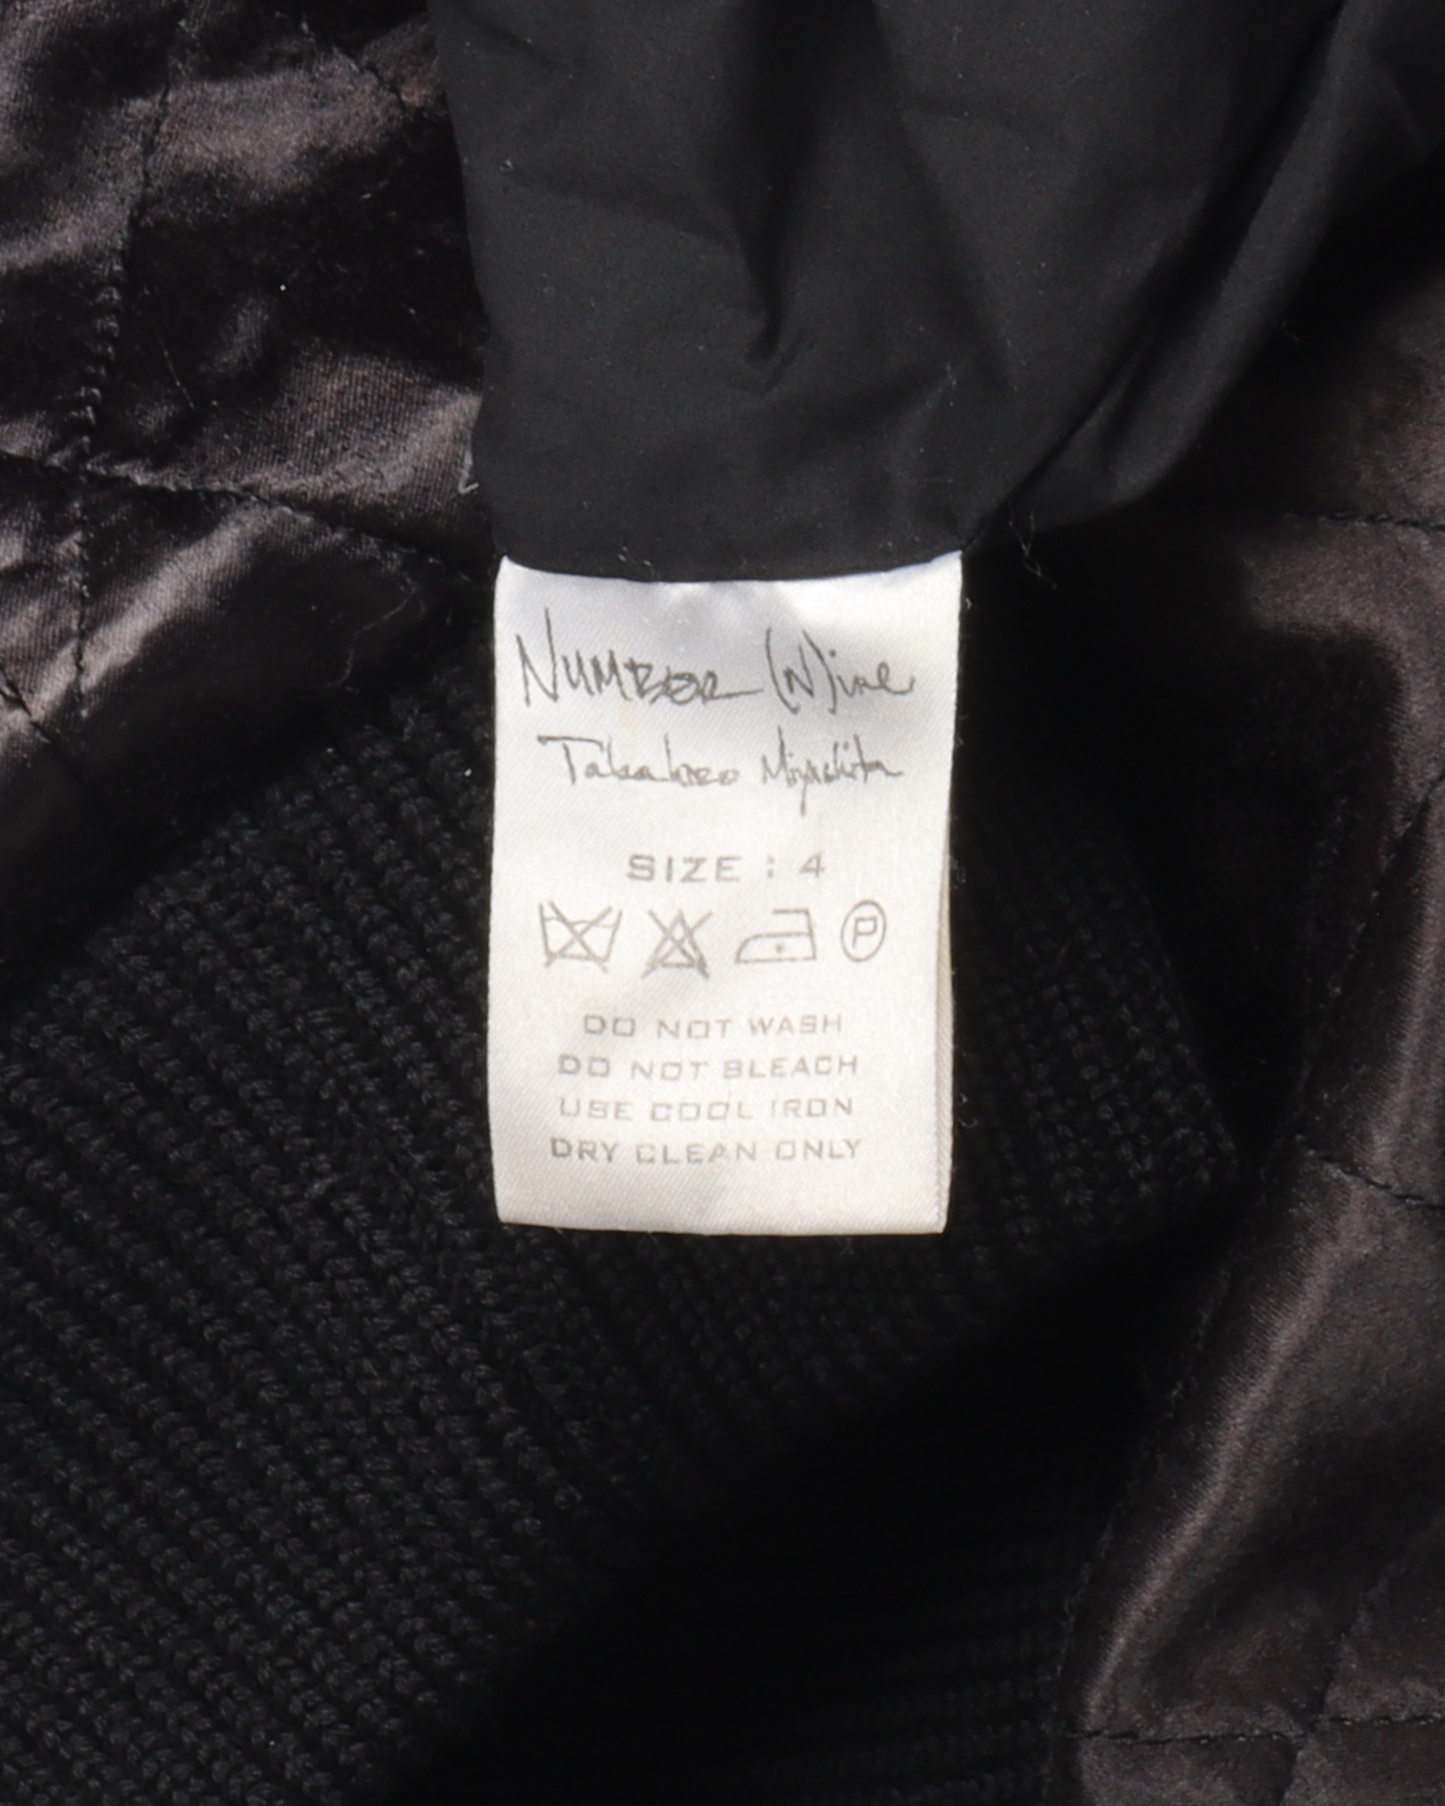 NUMBER (N)ine
Takahiro Miyashita
SIZE : 4
P
DO NOT WASH
DO NOT BLEACH
USE COOL IRON
DRY CLEAN ONLY